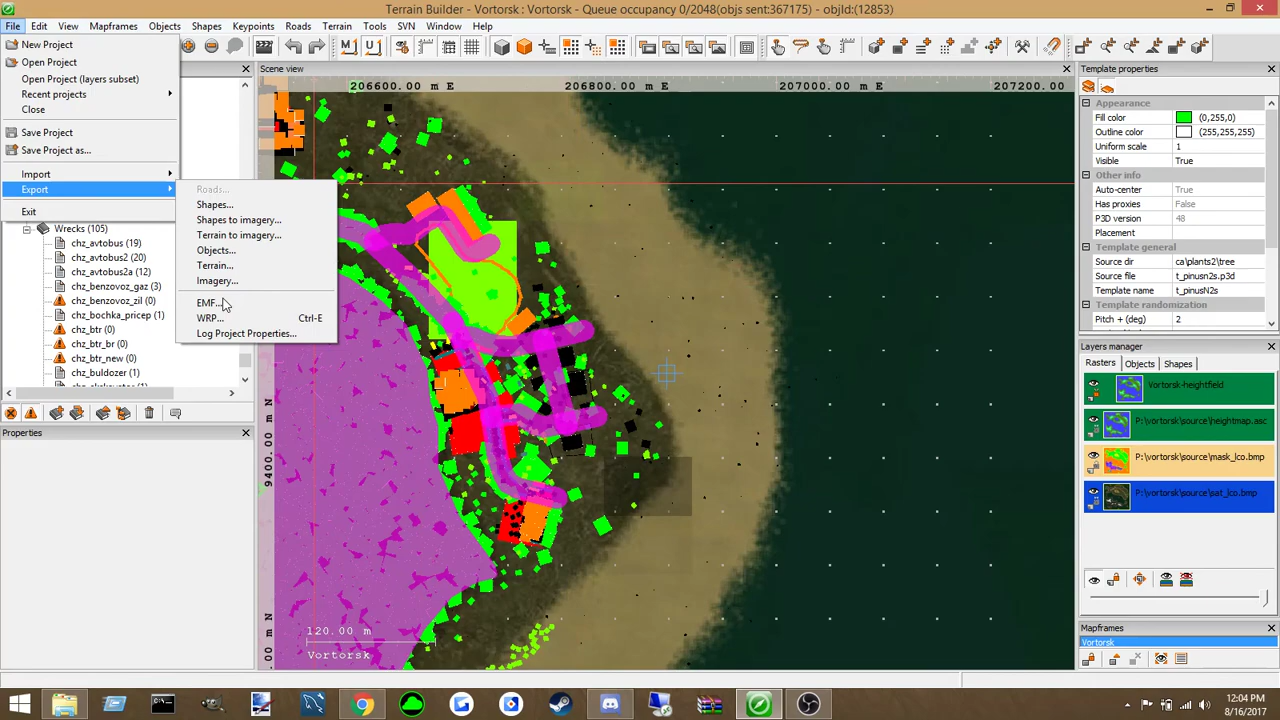 Terrain Builder - Vortorsk : Vortorsk - Queue occupancy 0/2048(objs sent:367175) - objId:(12853)
File Edit View Mapframes Objects Shapes Keypoints Roads Terrain Tools SVN Window Help
New Project
Open Project
Open Project (layers subset)
Recent projects
Close
Save Project
Save Project as...
Import
Export
Exit
Roads...
Shapes...
Shapes to imagery...
Terrain to imagery...
Objects...
Terrain...
Imagery...
EMF...
WRP... Ctrl-E
Log Project Properties...
Wrecks (105)
chz_avtobus (19)
chz_avtobus2 (20)
chz_avtobus2a (12)
chz_benzovoz_gaz (3)
chz_benzovoz_zil (0)
chz_bochka_pricep (1)
chz_btr (0)
chz_btr_br (0)
chz_btr_new (0)
chz_buldozer (1)
Properties
Scene view
206600.00 m E 206800.00 m E 207000.00 m E 207200.00
9400.00 m N
00 m N
120.00 m
Vortorsk
Template properties
Appearance
Fill color (0,255,0)
Outline color (255,255,255)
Uniform scale 1
Visible True
Other info
Auto-center True
Has proxies False
P3D version 48
Placement
Template general
Source dir ca\plants2\tree
Source file t_pinusn2s.p3d
Template name t_pinusN2s
Template randomization
Pitch + (deg) 2
Layers manager
Rasters Objects Shapes
Vortorsk-heightfield
P:\vortorsk\source\heightmap.asc
P:\vortorsk\source\mask_lco.bmp
P:\vortorsk\source\sat_lco.bmp
Mapframes
Vortorsk
12:04 PM
8/16/2017